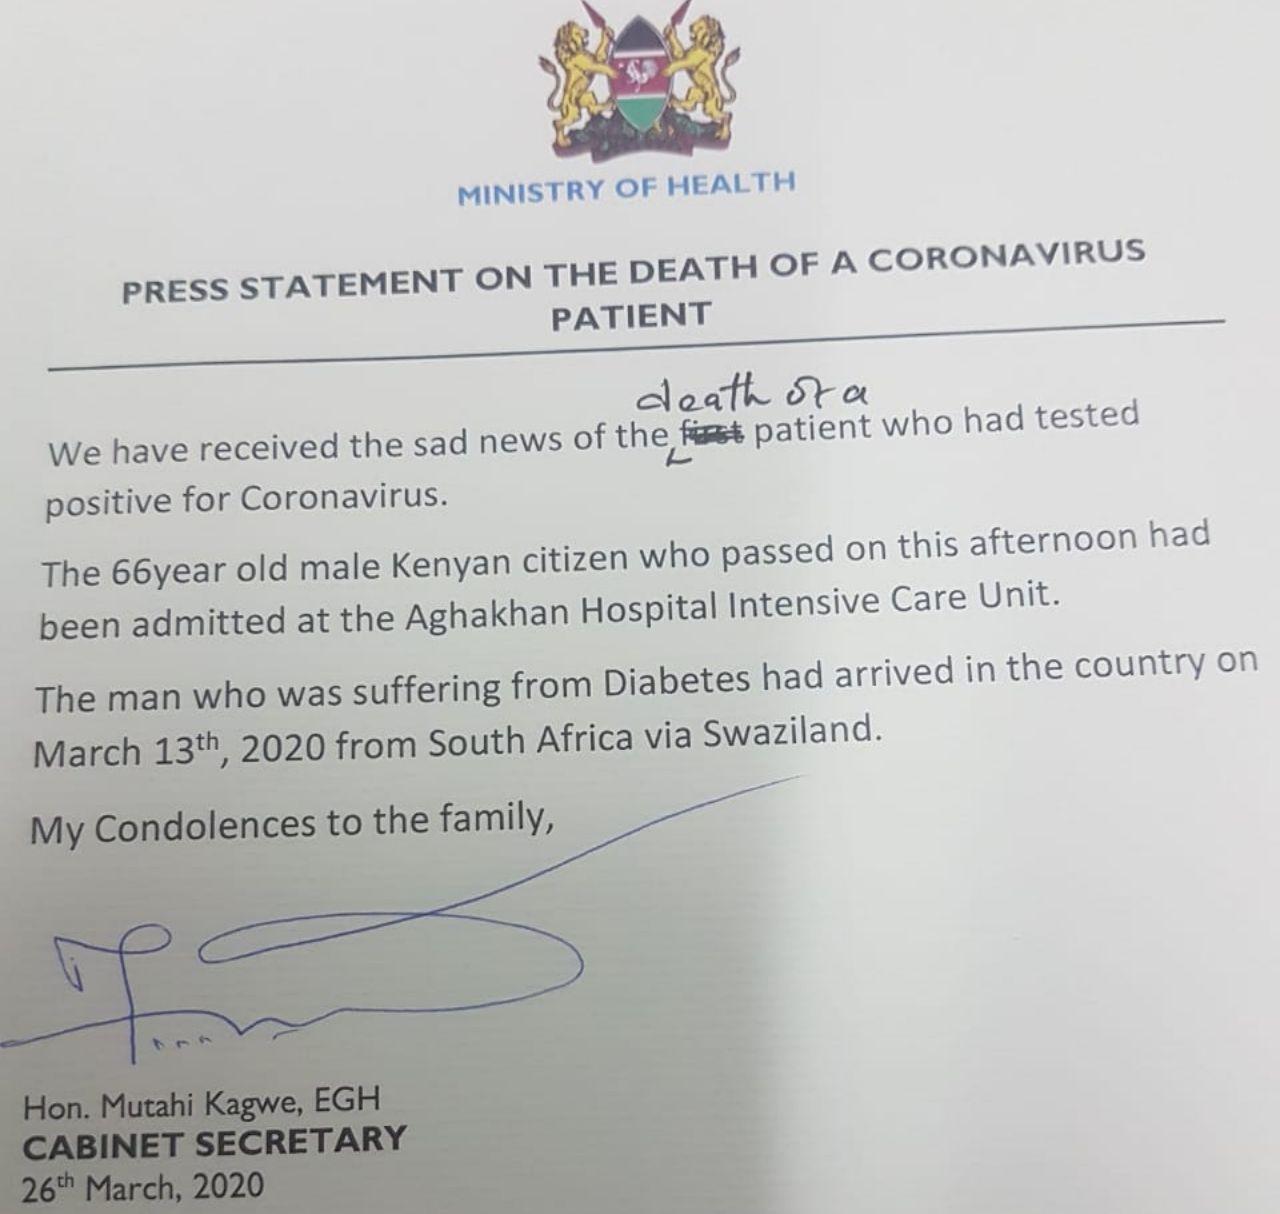 MINISTRY OF HEALTH
PRESS STATEMENT ON THE DEATH OF A CORONAVIRUS
PATIENT
death of a
We have received the sad news of the first patient who had tested
positive for Coronavirus.
The 66year old male Kenyan citizen who passed on this afternoon had
been admitted at the Aghakhan Hospital Intensive Care Unit.
The man who was suffering from Diabetes had arrived in the country on
March 13th, 2020 from South Africa via Swaziland.
My Condolences to the family,
Hon. Mutahi Kagwe, EGH
CABINET SECRETARY
26th March, 2020